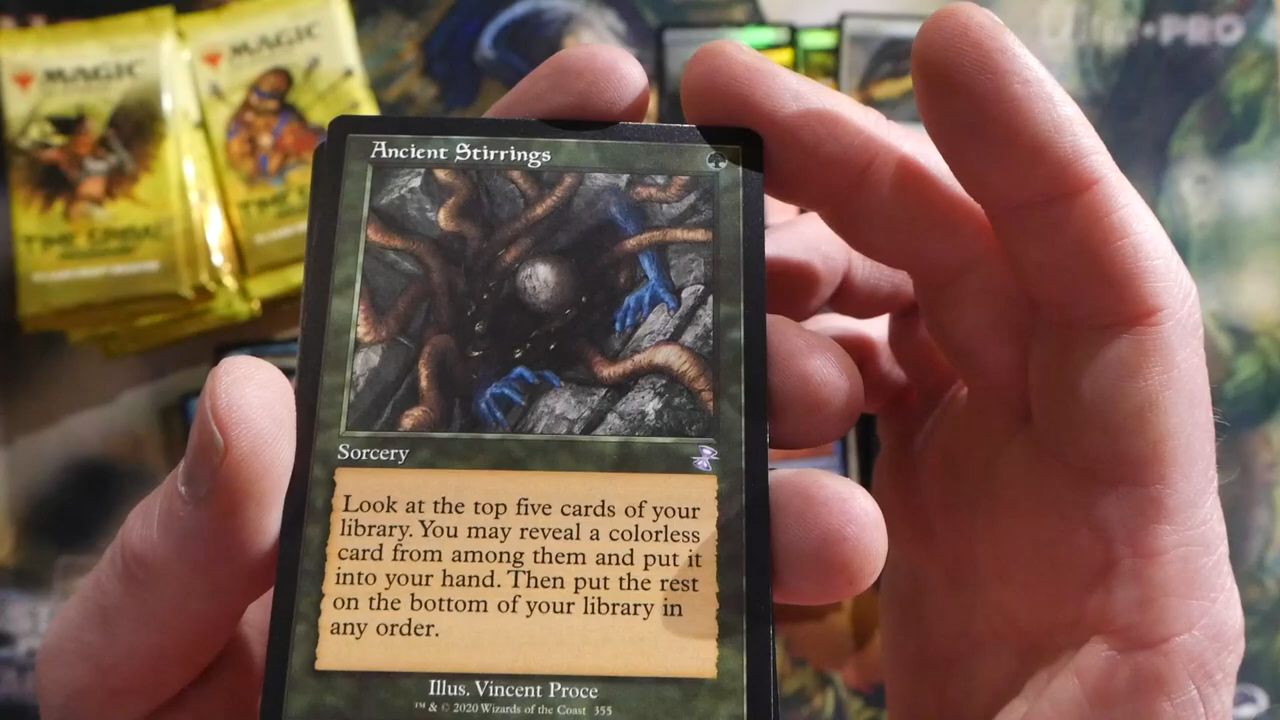 MAGIC
MAGIC
PRO
Ancient Stirrings
Sorcery
Look at the top five cards of your
library. You may reveal a colorless
card from among them and put it
into your hand. Then put the rest
on the bottom of your library in
any order.
Illus. Vincent Proce
™ & © 2020 Wizards of the Coast 355